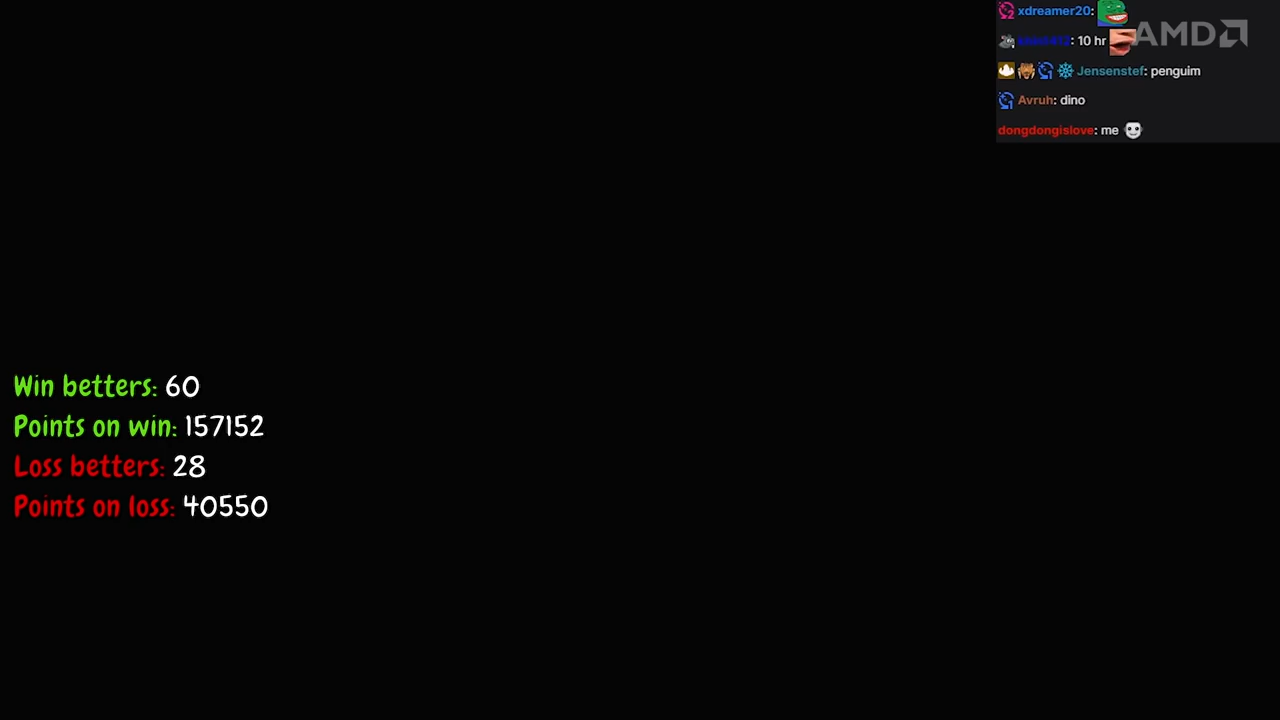 xdreamer20:
: 10 hr
AMD
Jensenstef: penguim
Avruh: dino
dongdongislove: me
Win betters: 60
Points on win: 157152
Loss betters: 28
Points on loss: 40550